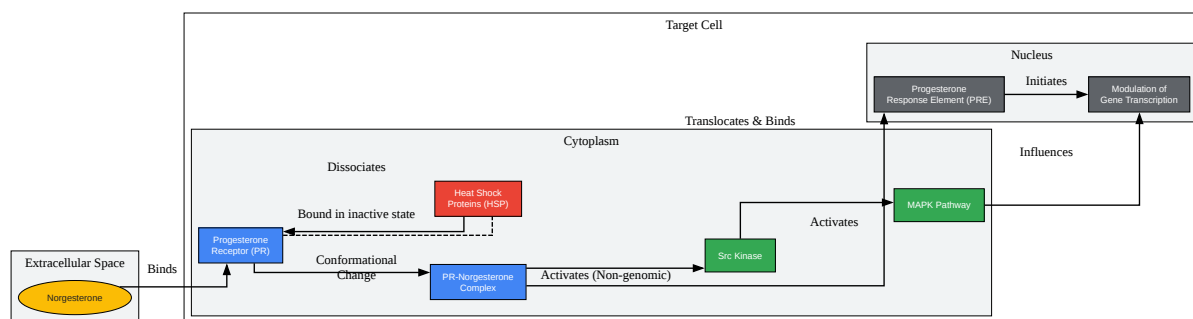 Target Cell
Nucleus
Progesterone
Response Element (PRE)
Initiates
Modulation of
Gene Transcription
Translocates & Binds
Cytoplasm
Influences
Dissociates
Heat Shock
Proteins (HSP)
MAPK Pathway
Bound in inactive state
Activates
Progesterone
Receptor (PR)
Src Kinase
Extracellular Space
Binds
Conformational
Change
PR-Norgesterone
Complex
Activates (Non-genomic)
Norgesterone